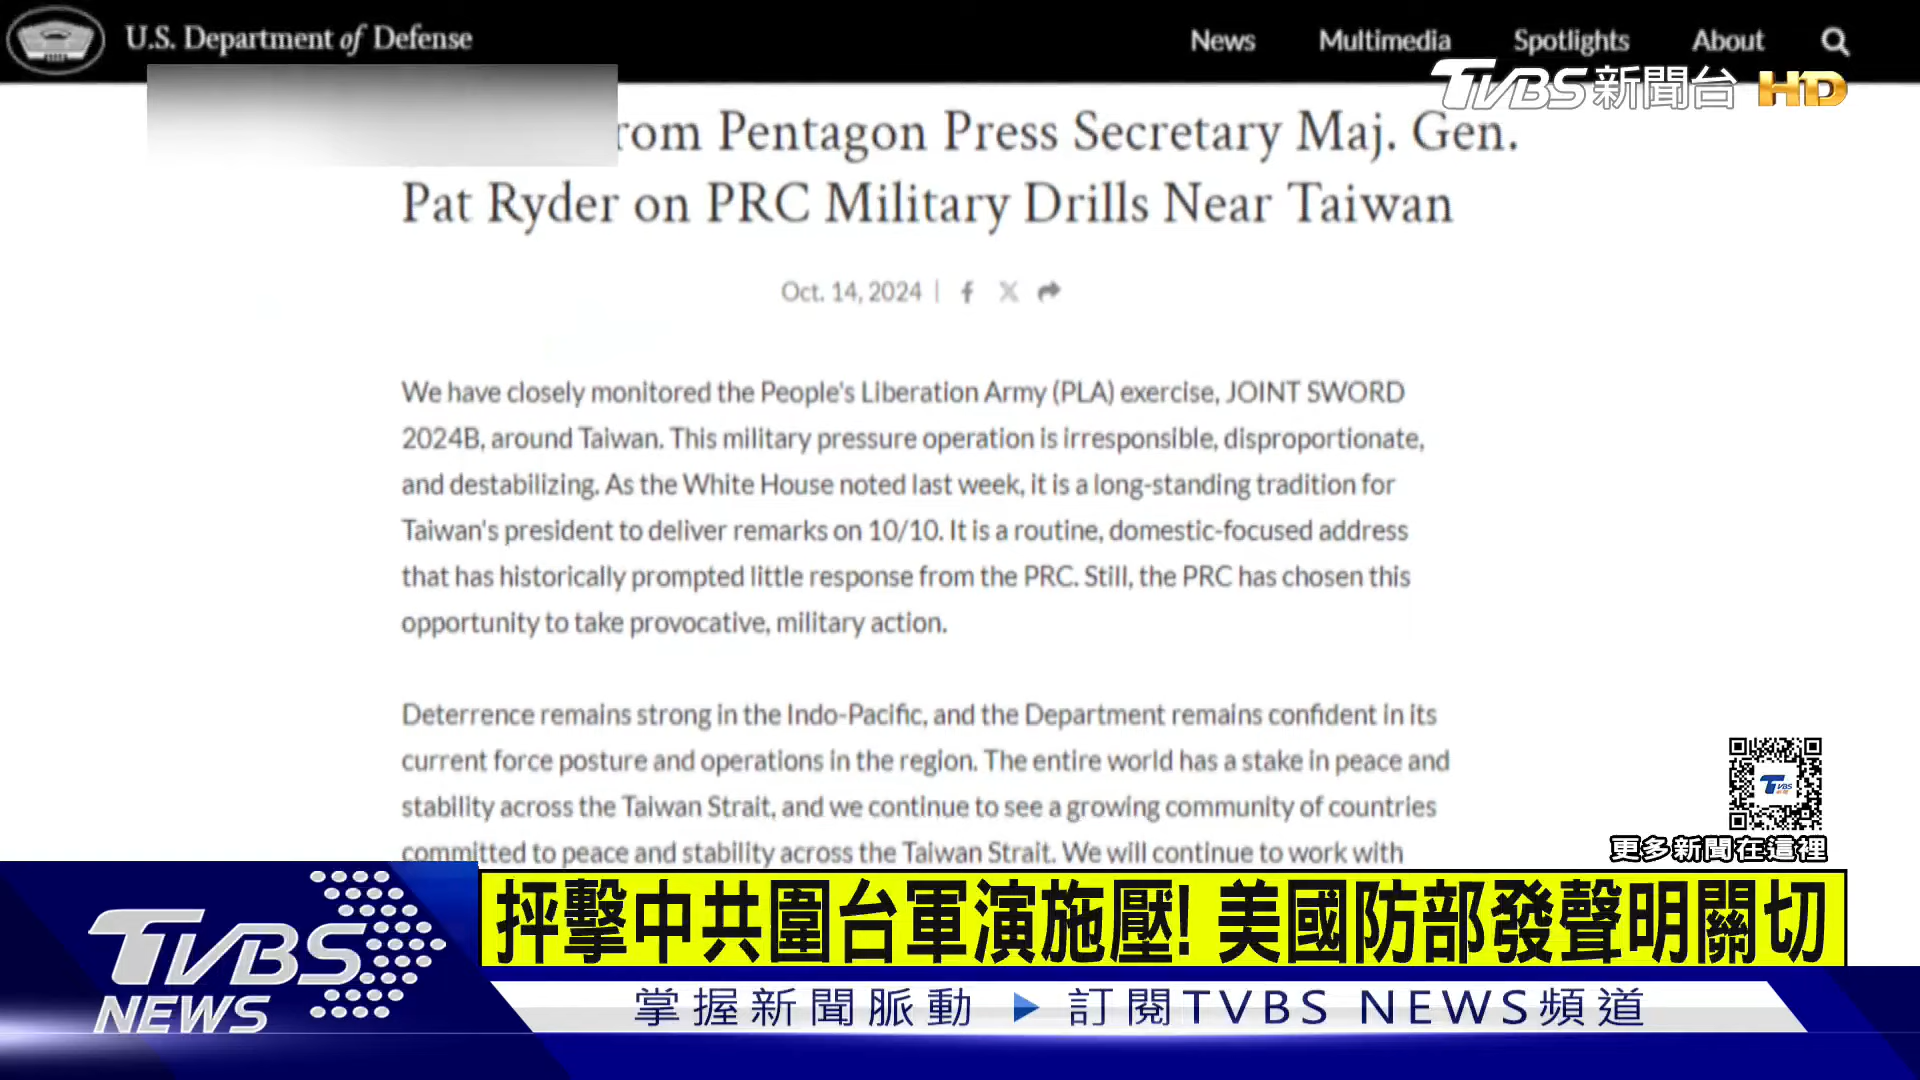 U.S. Department of Defense
News Multimedia Spotlights About
TVBS新聞台 HD
rom Pentagon Press Secretary Maj. Gen.
Pat Ryder on PRC Military Drills Near Taiwan
Oct. 14, 2024
We have closely monitored the People's Liberation Army (PLA) exercise, JOINT SWORD
2024B, around Taiwan. This military pressure operation is irresponsible, disproportionate,
and destabilizing. As the White House noted last week, it is a long-standing tradition for
Taiwan's president to deliver remarks on 10/10. It is a routine, domestic-focused address
that has historically prompted little response from the PRC. Still, the PRC has chosen this
opportunity to take provocative, military action.
Deterrence remains strong in the Indo-Pacific, and the Department remains confident in its
current force posture and operations in the region. The entire world has a stake in peace and
stability across the Taiwan Strait, and we continue to see a growing community of countries
committed to peace and stability across the Taiwan Strait. We will continue to work with
TVBS
更多新聞在這裡
TVBS
NEWS
抨擊中共圍台軍演施壓! 美國防部發聲明關切
掌握新聞脈動 ▶ 訂閱TVBS NEWS頻道